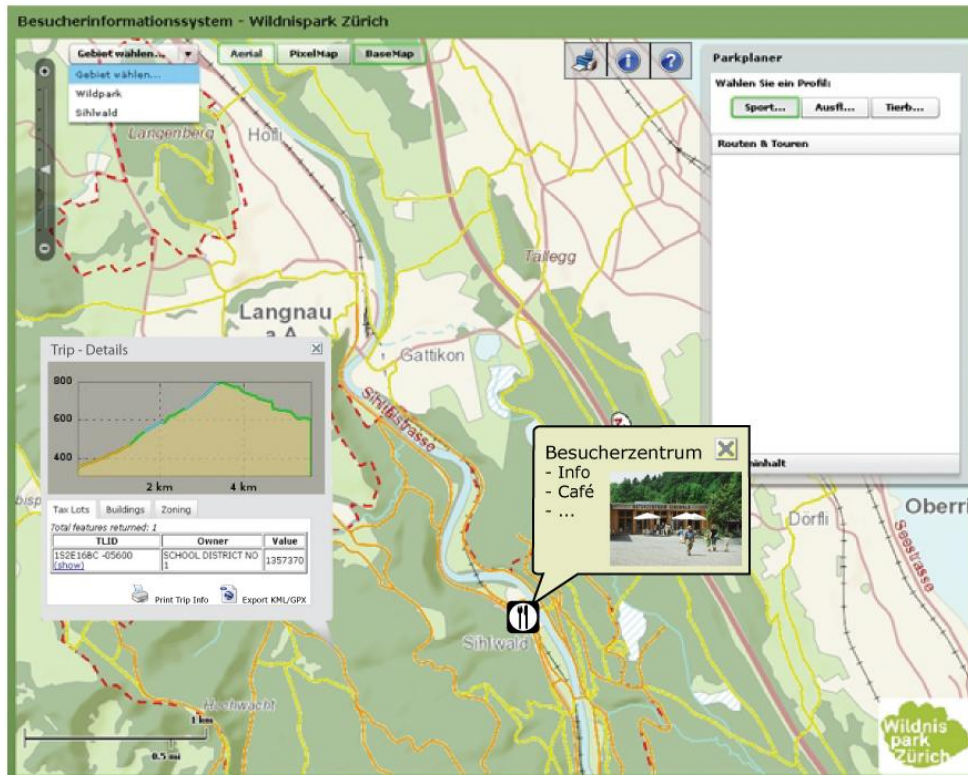 Besucherinformationssystem - Wildnispark Zürich
Gebiet wählen...
Aerial
PixelMap
BaseMap
Gebiet wählen...
Wildpark
Sihlwald
Parkplaner
Wählen Sie ein Profil:
Sport...
Ausfl...
Tierb...
Routen & Touren
Langenberg
Höfli
Tällegg
Langnau
a.A.
Gattikon
Sihltalstrasse
Trip - Details
800
600
400
2 km
4 km
Tax Lots
Buildings
Zoning
Total features returned: 1
TLID
Owner
Value
1S2E16BC -05600
(show)
SCHOOL DISTRICT NO
1
1357370
Print Trip Info
Export KML/GPX
Besucherzentrum
- Info
- Café
- ...
Dörfli
Seestrasse
Sihlwald
Hochwacht
1 km
0.5 mi
Wildnis
park
Zürich